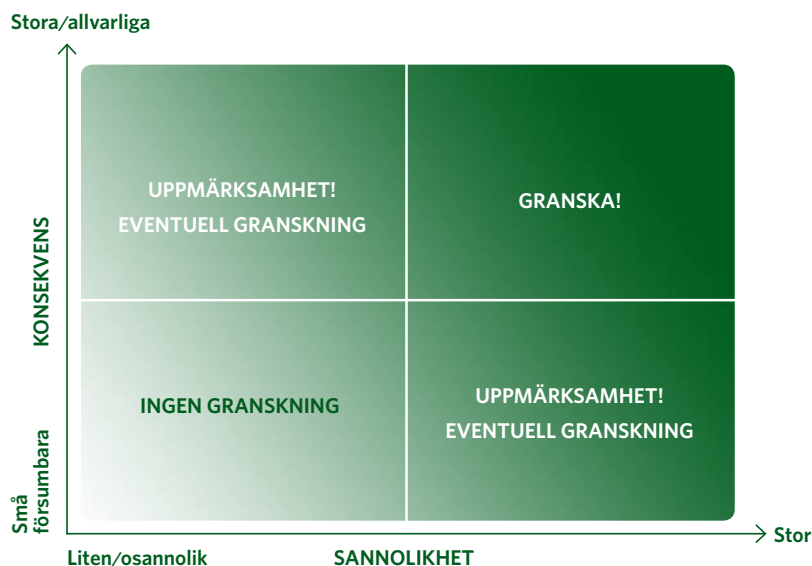 Stora/allvarliga
UPPMÄRKSAMHET!
EVENTUELL GRANSKNING
GRANSKA!
KONSEKVENS
INGEN GRANSKNING
UPPMÄRKSAMHET!
EVENTUELL GRANSKNING
Små
försumbara
Stor
Liten/osannolik
SANNOLIKHET